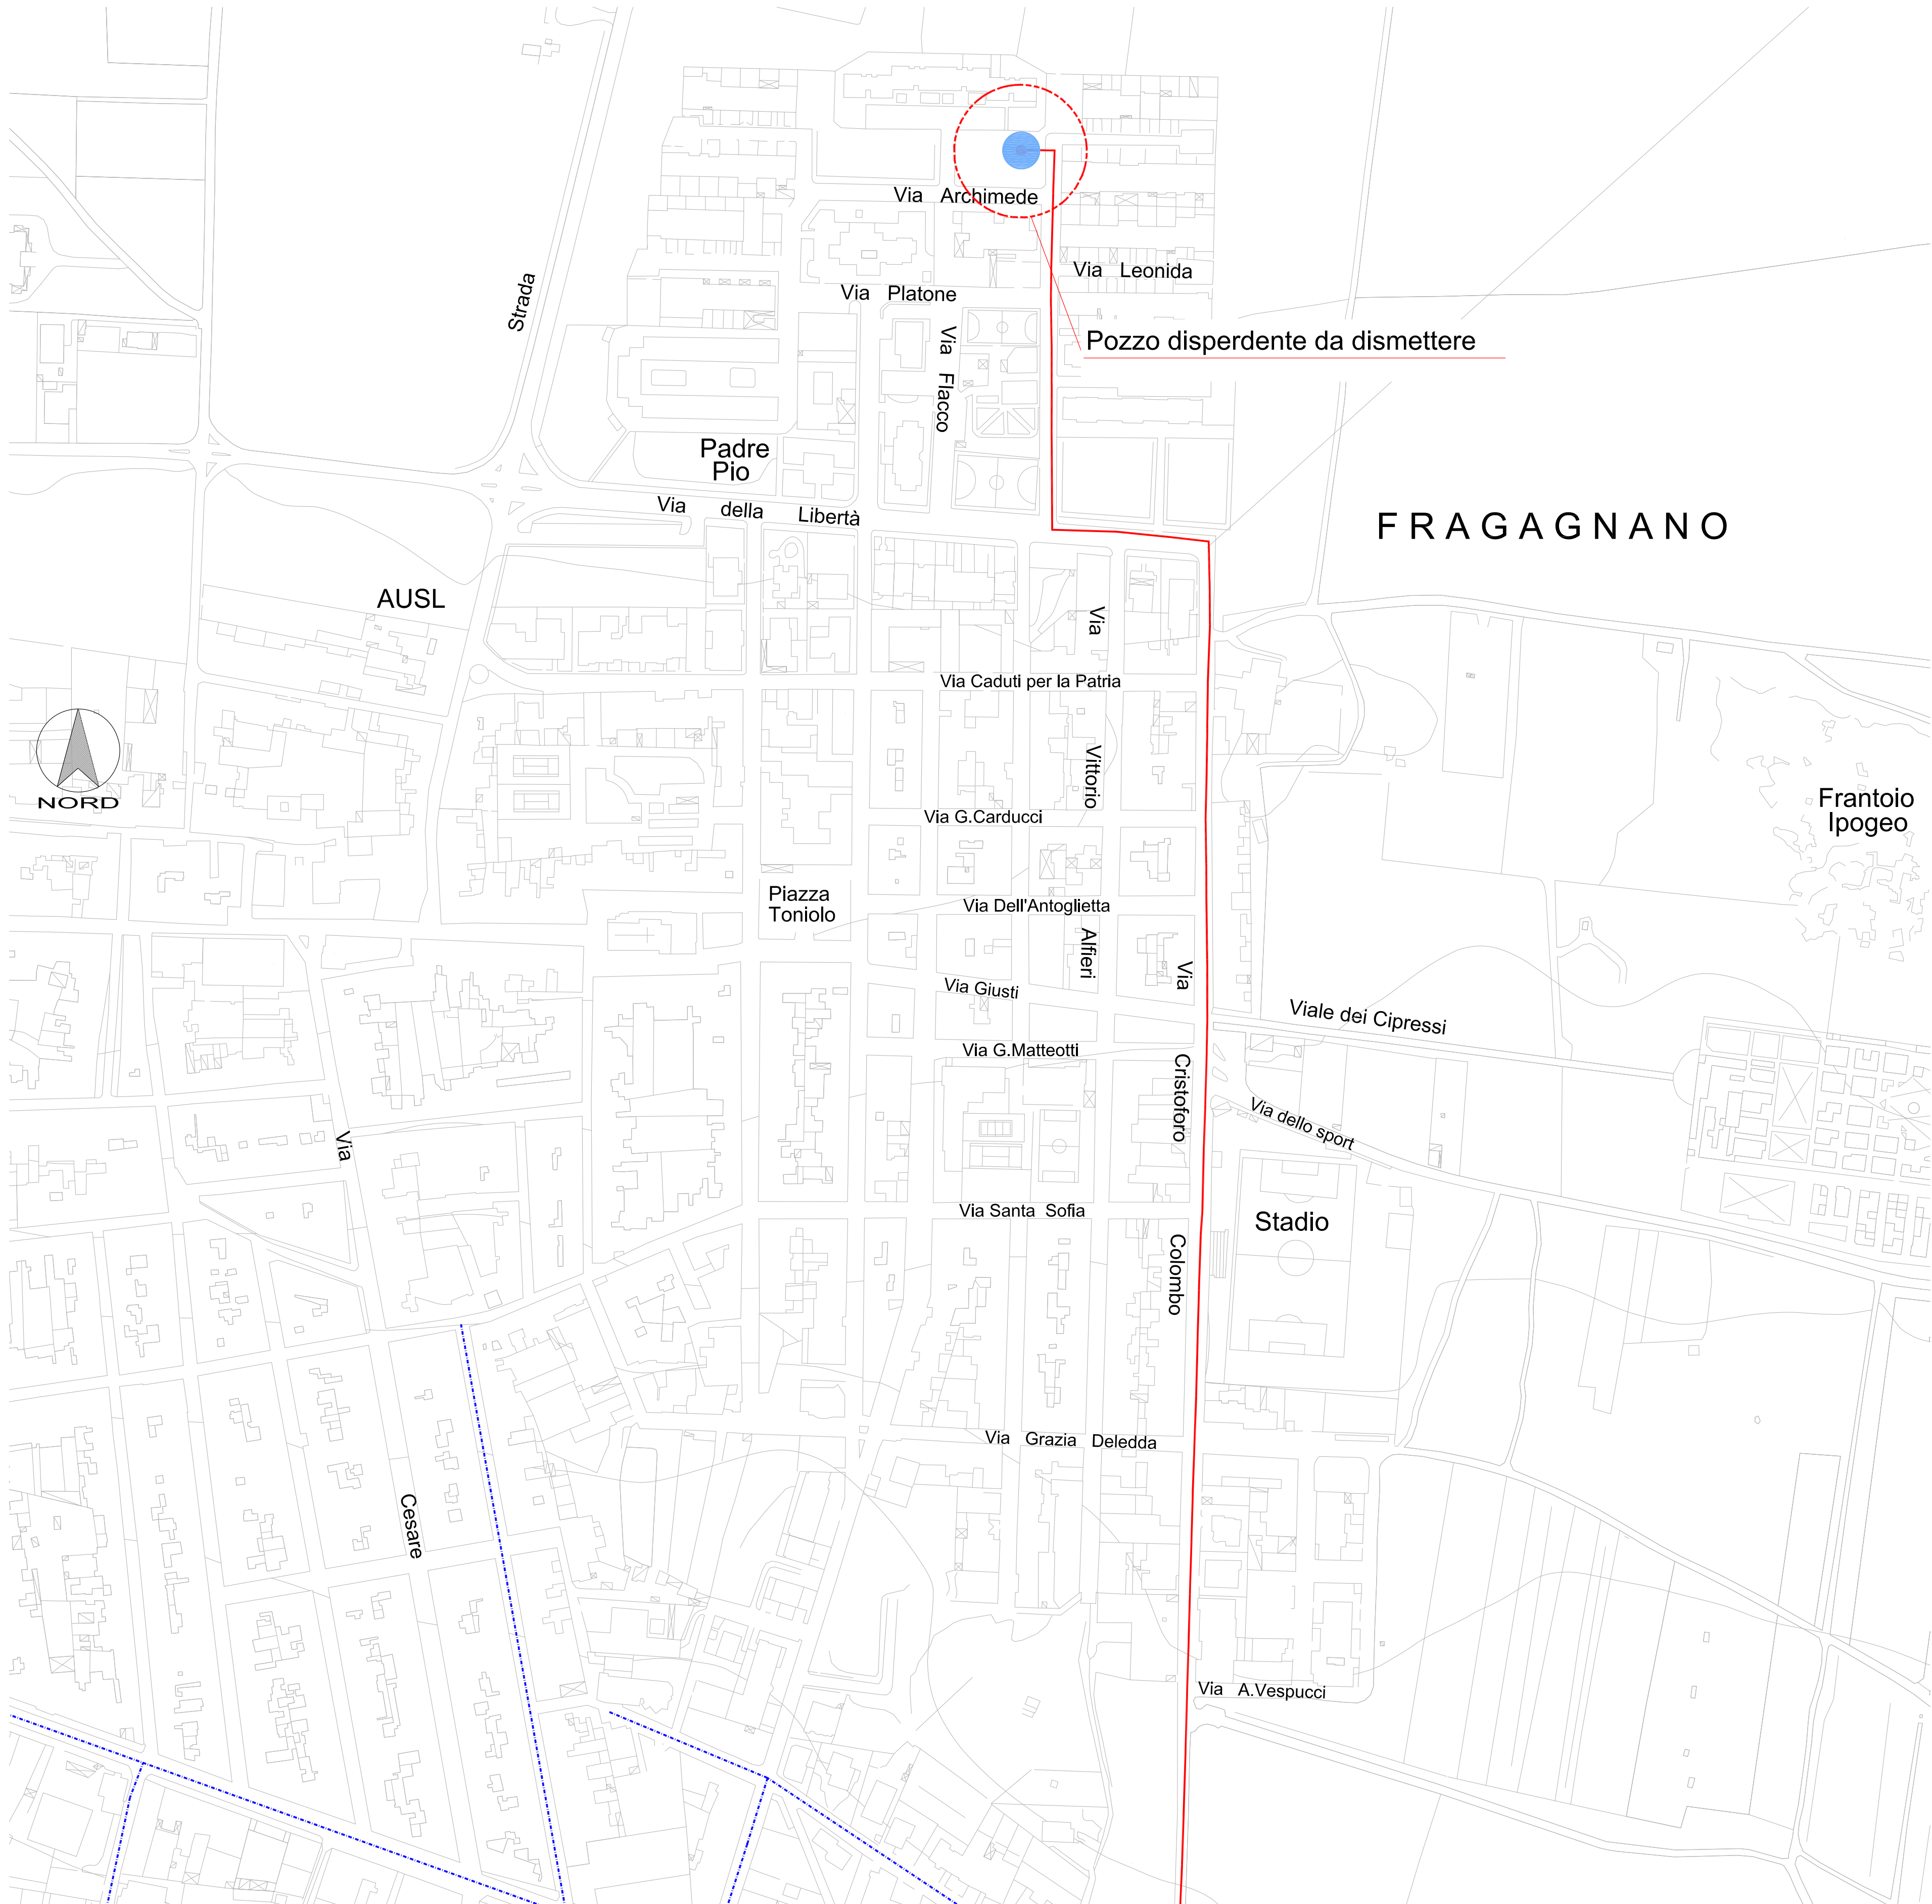 Via Archimede
Strada
Via Leonida
Via Platone
Via Flacco
Pozzo disperdente da dismettere
Padre
Pio
Via della Libertà
FRAGAGNANO
AUSL
Via
Via Caduti per la Patria
Vittorio
NORD
Frantoio
Ipogeo
Via G.Carducci
Piazza
Toniolo
Via Dell'Antoglietta
Alfieri
Via
Via Giusti
Viale dei Cipressi
Via G.Matteotti
Cristoforo
Via dello sport
Via
Via Santa Sofia
Stadio
Colombo
Via Grazia Deledda
Cesare
Via A.Vespucci